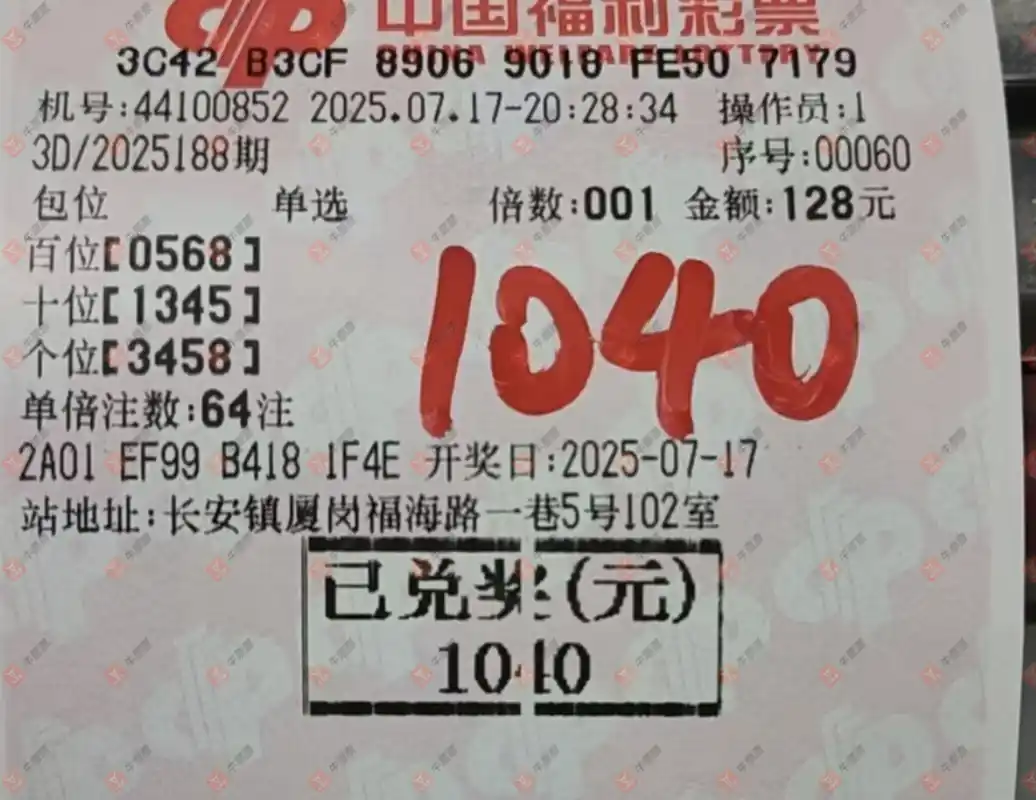 中国福利彩票
CHINA WELFARE LOTTERY
3C42 B3CF 8906 9018 FE50 7179
机号:44100852 2025.07.17-20:28:34 操作员:1
3D/2025188期 序号:00060
包位 单选 倍数:001 金额:128元
百位[0568]
十位[1345]
个位[3458]
1040
单倍注数:64注
2A01 EF99 B418 1F4E 开奖日:2025-07-17
站地址:长安镇厦岗福海路一巷5号102室
已兑奖(元)
1040